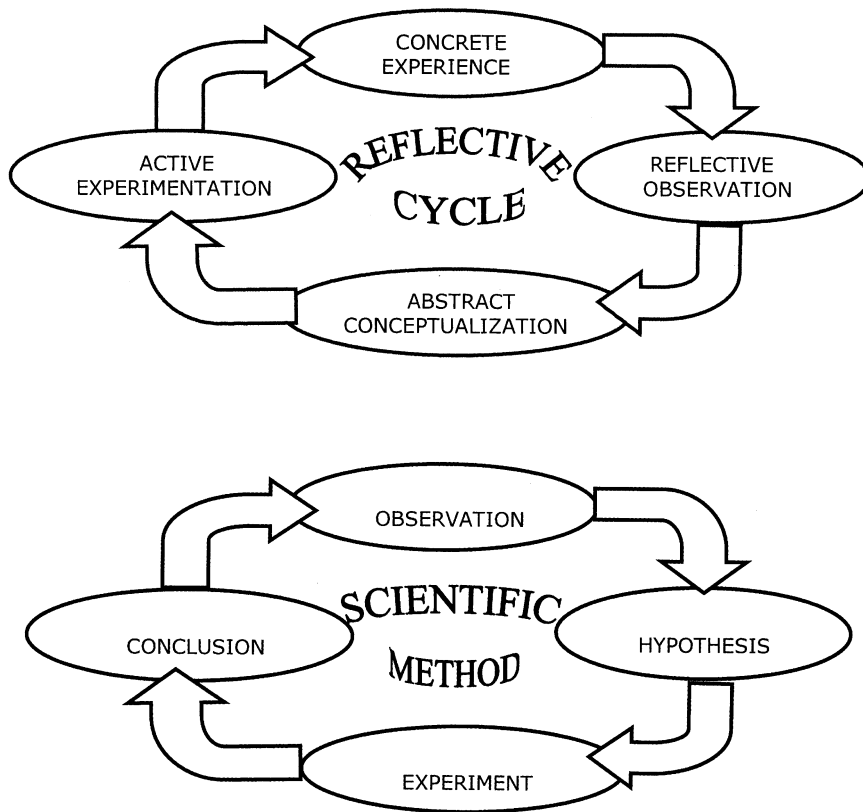 CONCRETE
EXPERIENCE
REFLECTIVE
CYCLE
ACTIVE
EXPERIMENTATION
REFLECTIVE
OBSERVATION
ABSTRACT
CONCEPTUALIZATION
OBSERVATION
SCIENTIFIC
METHOD
CONCLUSION
HYPOTHESIS
EXPERIMENT